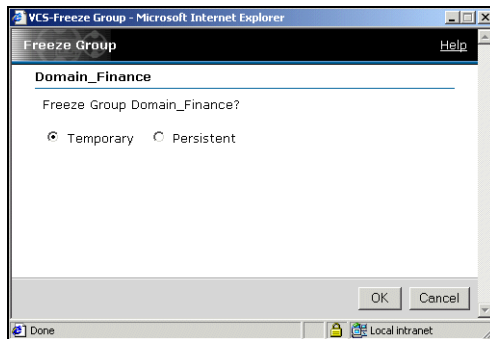 VCS-Freeze Group - Microsoft Internet Explorer
Freeze Group
Help
Domain_Finance
Freeze Group Domain_Finance?
Temporary
Persistent
OK
Cancel
Done
Local intranet